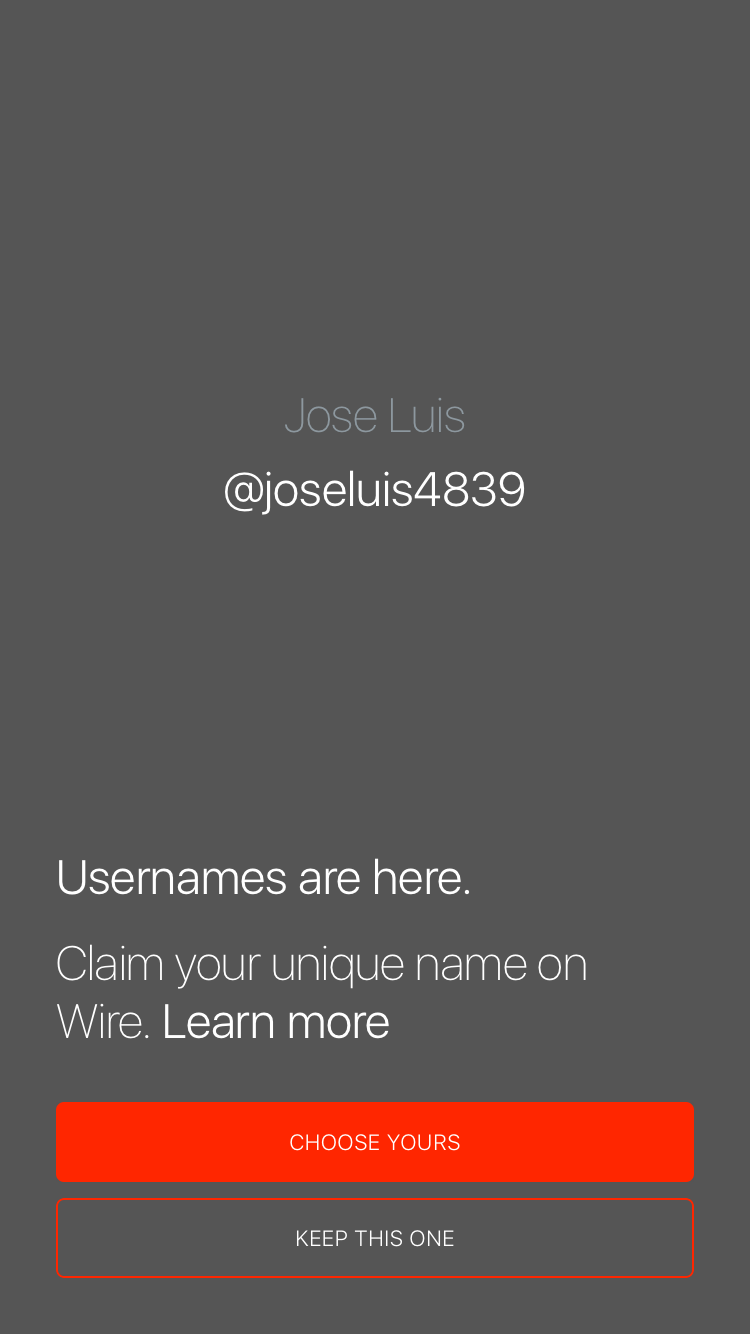 Jose Luis
@joseluis4839
Usernames are here.
Claim your unique name on
Wire. Learn more
CHOOSE YOURS
KEEP THIS ONE